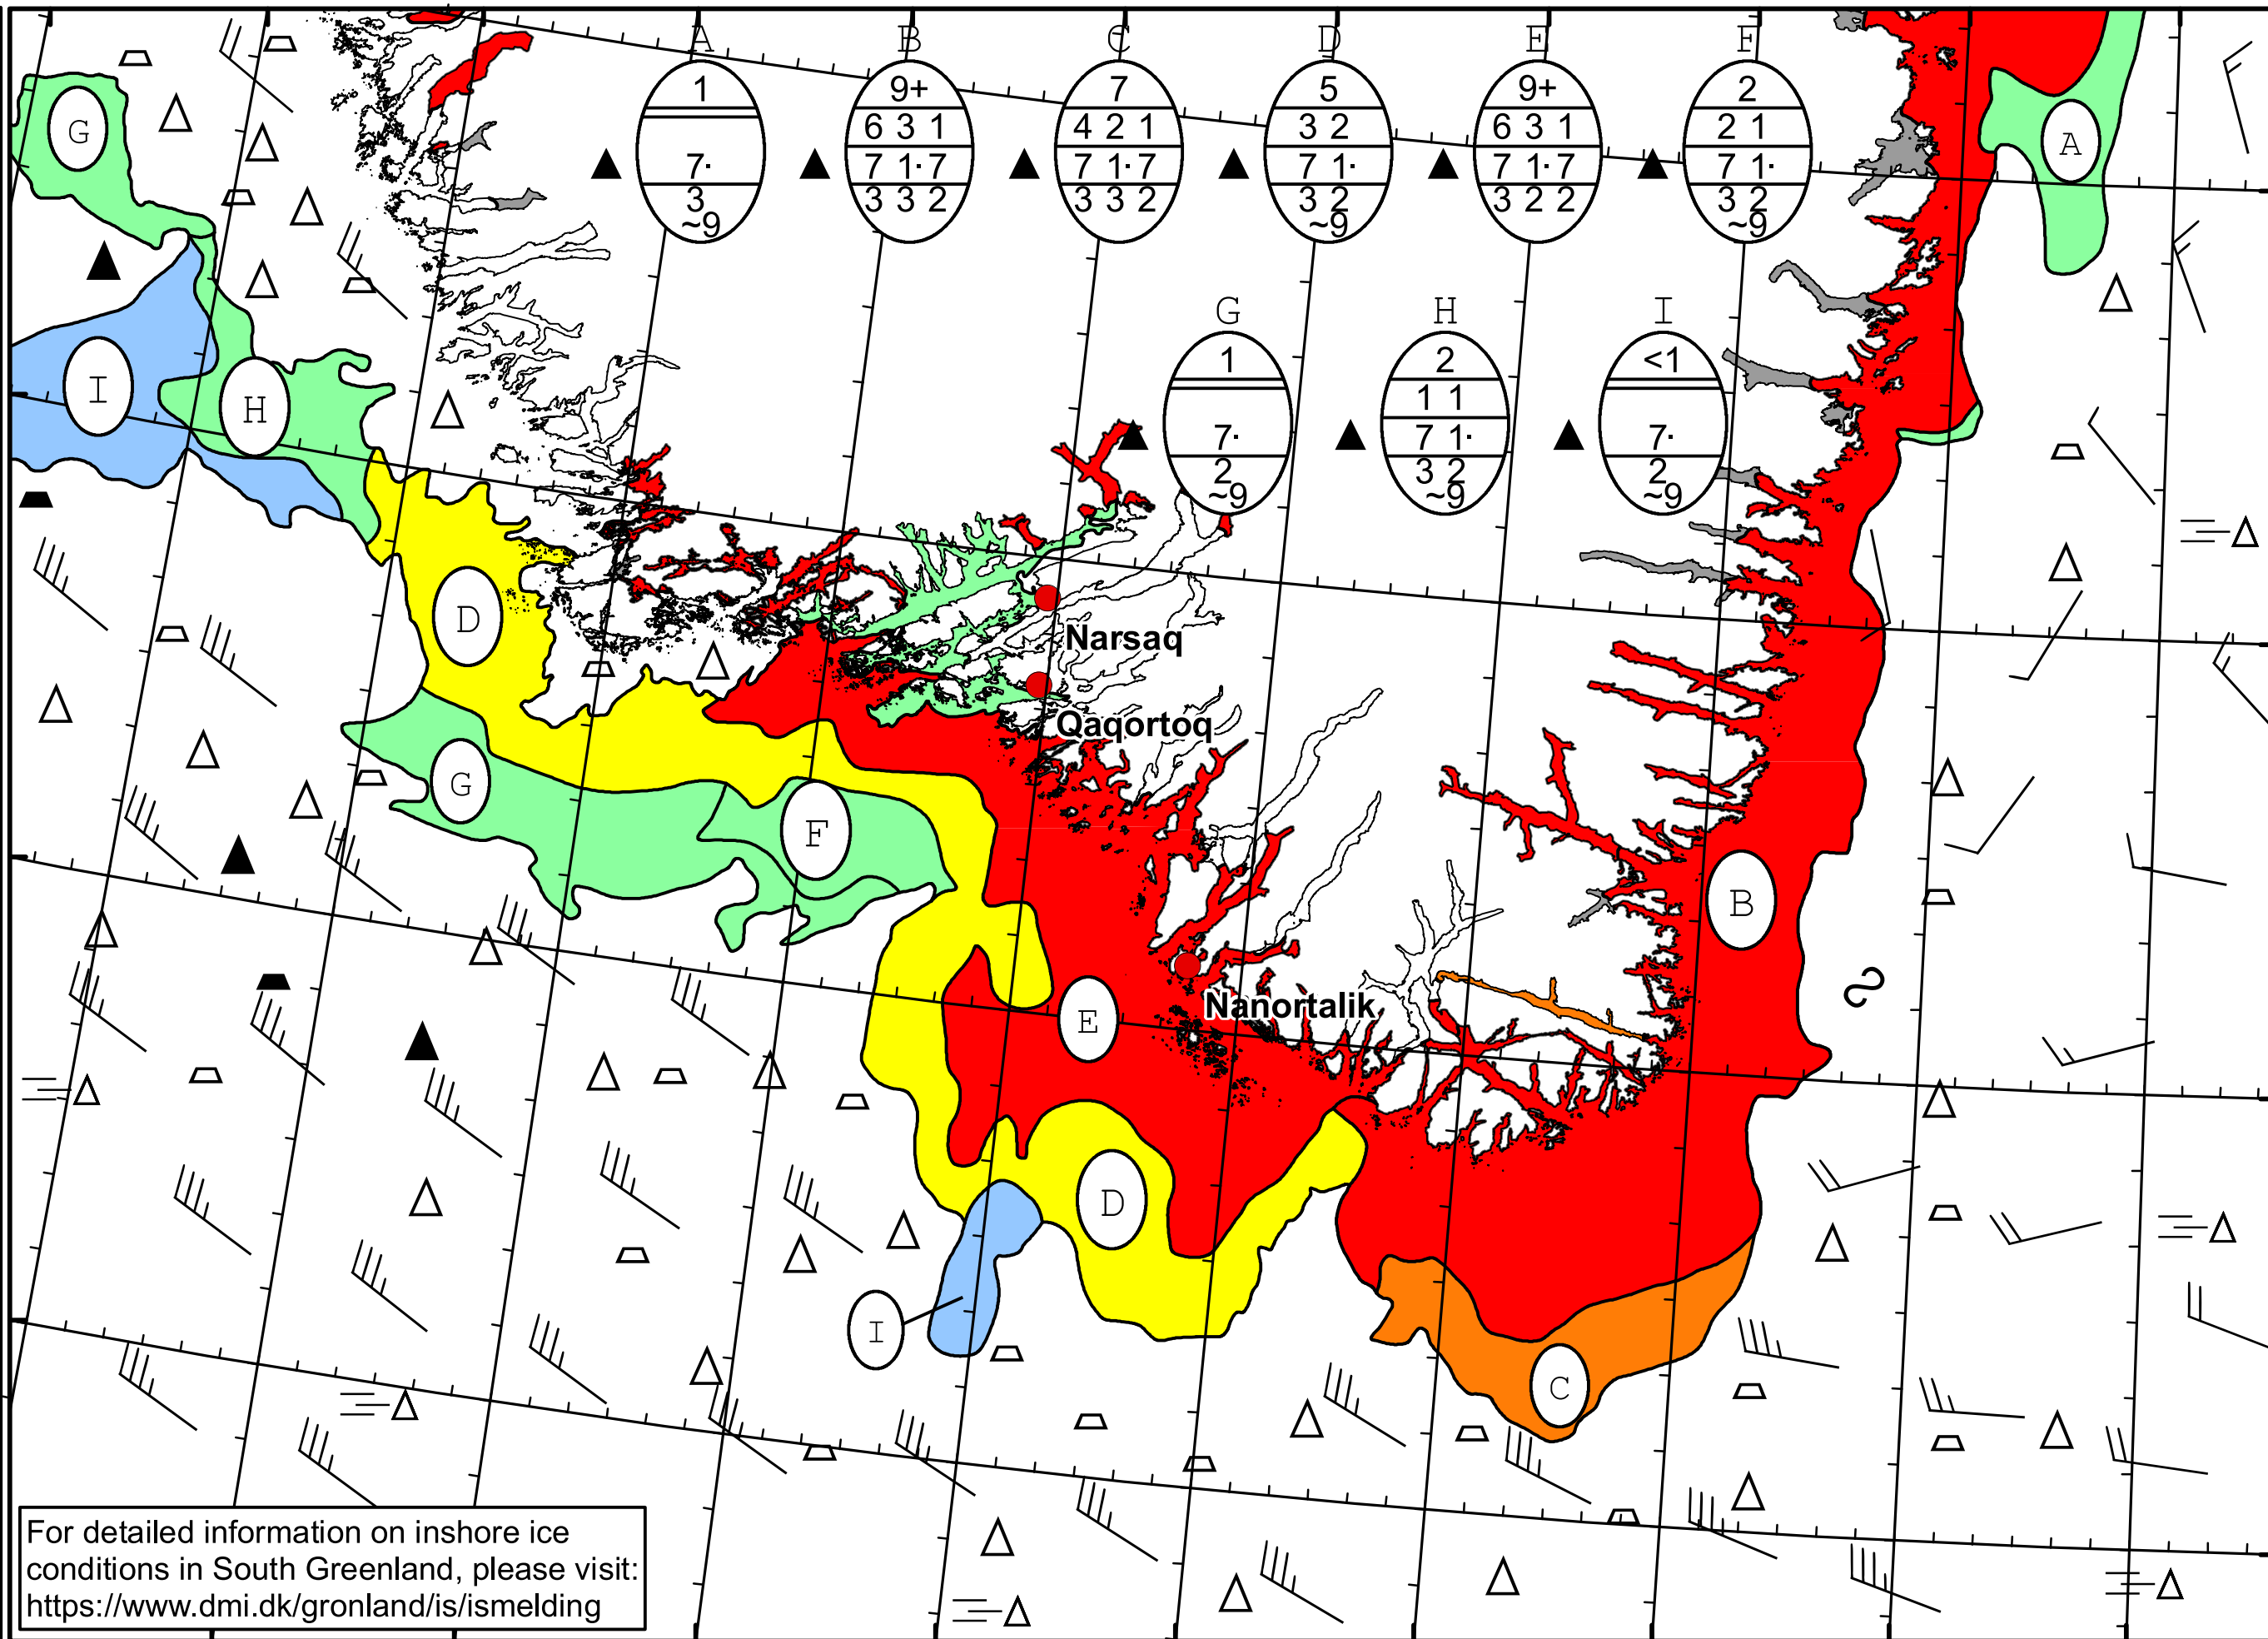 A B C D E F
1
7·
3
~9
9+
6 3 1
7 1·7
3 3 2
7
4 2 1
7 1·7
3 3 2
5
3 2
7 1·
3 2
~9
9+
6 3 1
7 1·7
3 2 2
2
2 1
7 1·
3 2
~9
G H I
1
7·
2
~9
2
1 1
7 1·
3 2
~9
<1
7·
2
~9
G
A
I
H
D
Narsaq
Qaqortoq
G
F
B
Nanortalik
E
D
I
C
For detailed information on inshore ice
conditions in South Greenland, please visit:
https://www.dmi.dk/gronland/is/ismelding